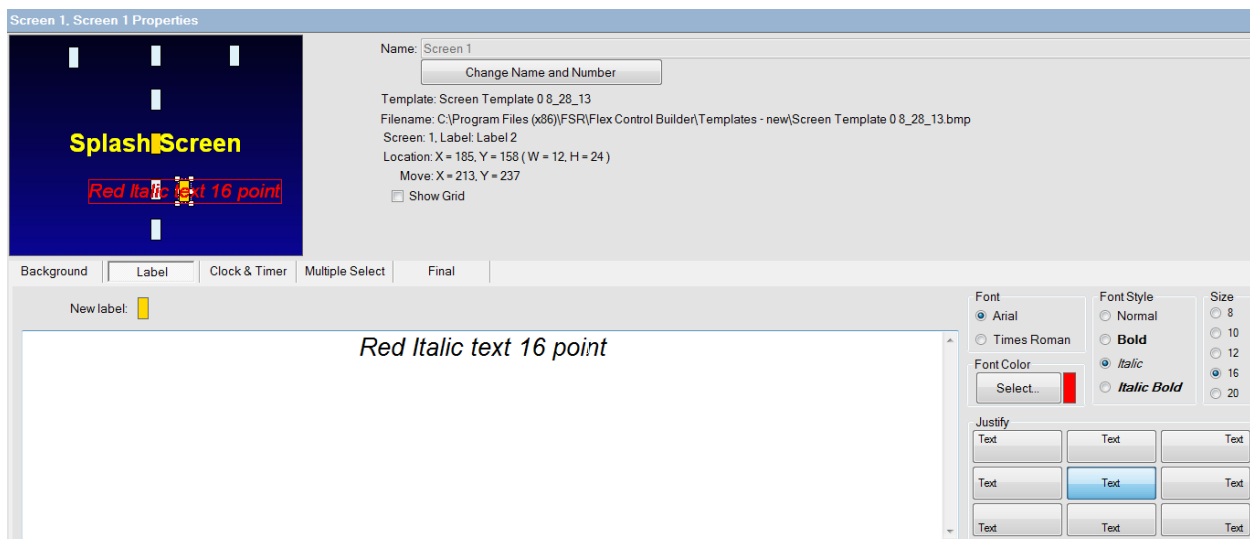 Screen 1, Screen 1 Properties
Splash Screen
Red Italic text 16 point
Name: Screen 1
Change Name and Number
Template: Screen Template 0 8_28_13
Filename: C:\Program Files (x86)\FSR\Flex Control Builder\Templates - new\Screen Template 0 8_28_13.bmp
Screen: 1, Label: Label 2
Location: X = 185, Y = 158 ( W = 12, H = 24 )
Move: X = 213, Y = 237
Show Grid
Background Label Clock & Timer Multiple Select Final
New label:
Red Italic text 16 point
Font
Arial
Times Roman
Font Color
Select...
Font Style
Normal
Bold
Italic
Italic Bold
Size
8
10
12
16
20
Justify
Text Text Text
Text Text Text
Text Text Text